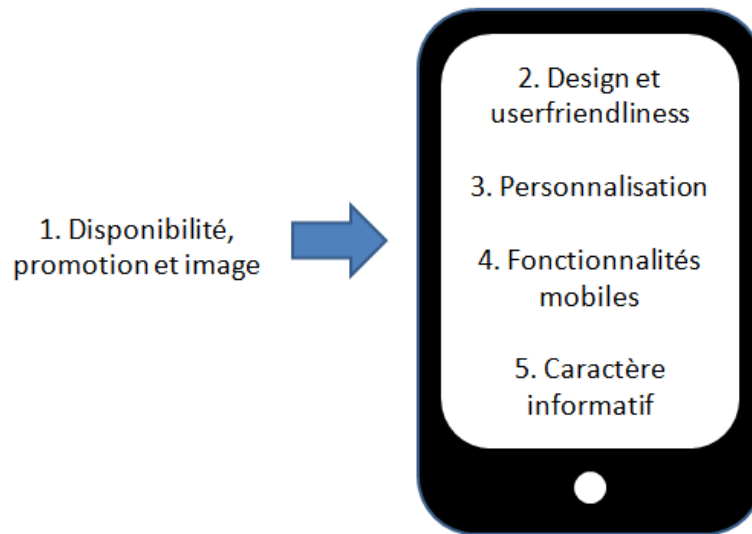 1. Disponibilité,
promotion et image
2. Design et
userfriendliness
3. Personnalisation
4. Fonctionnalités
mobiles
5. Caractère
informatif